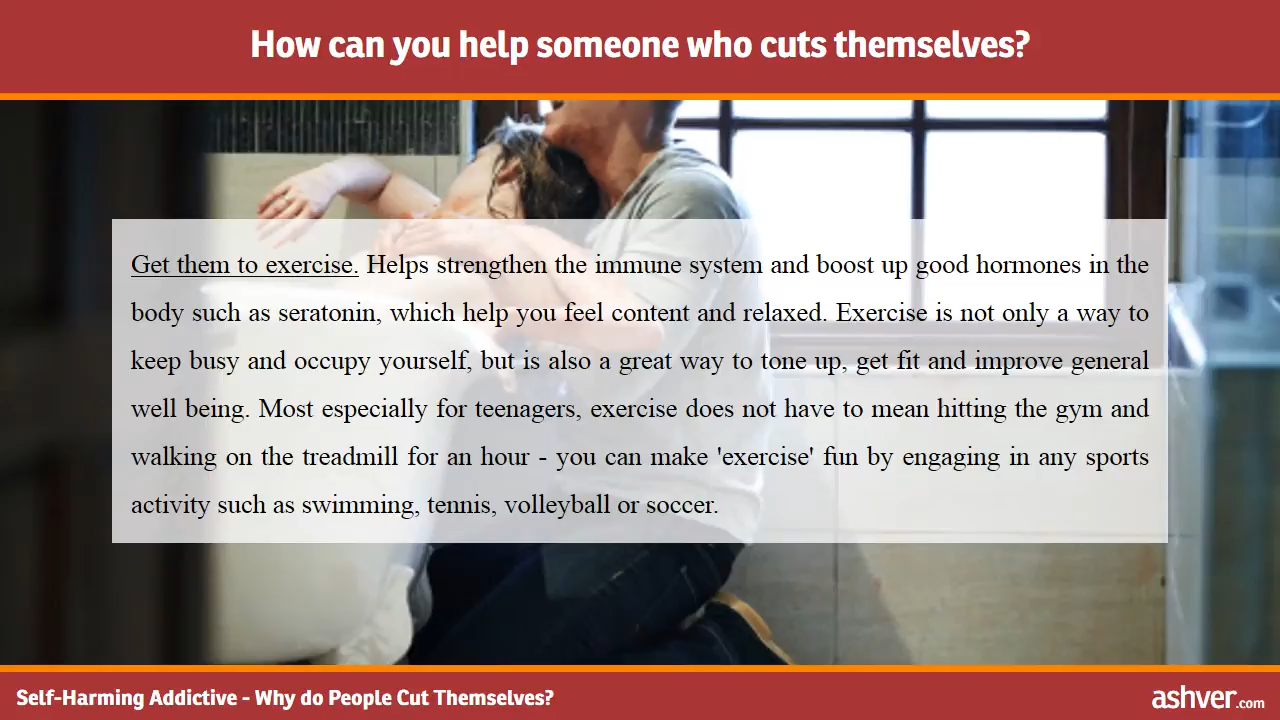 How can you help someone who cuts themselves?
Get them to exercise. Helps strengthen the immune system and boost up good hormones in the
body such as seratonin, which help you feel content and relaxed. Exercise is not only a way to
keep busy and occupy yourself, but is also a great way to tone up, get fit and improve general
well being. Most especially for teenagers, exercise does not have to mean hitting the gym and
walking on the treadmill for an hour - you can make 'exercise' fun by engaging in any sports
activity such as swimming, tennis, volleyball or soccer.
Self-Harming Addictive - Why do People Cut Themselves?
ashver.com